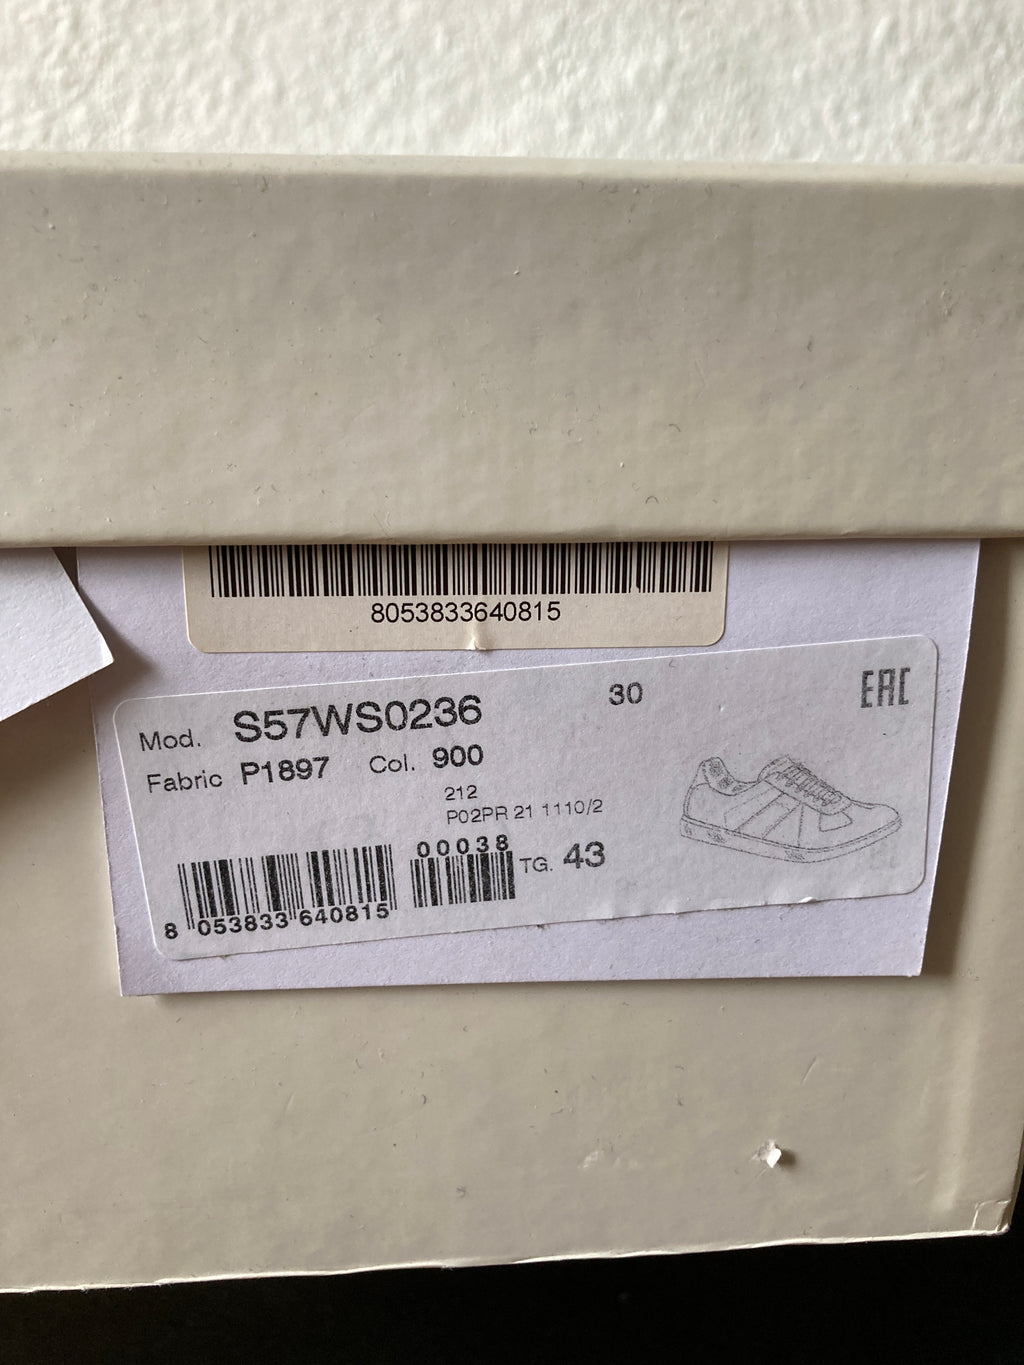 8053833640815
Mod. S57WS0236 30 EAC
Fabric P1897 Col. 900
212
P02PR 21 1110/2
00038
TG. 43
8 053833 640815